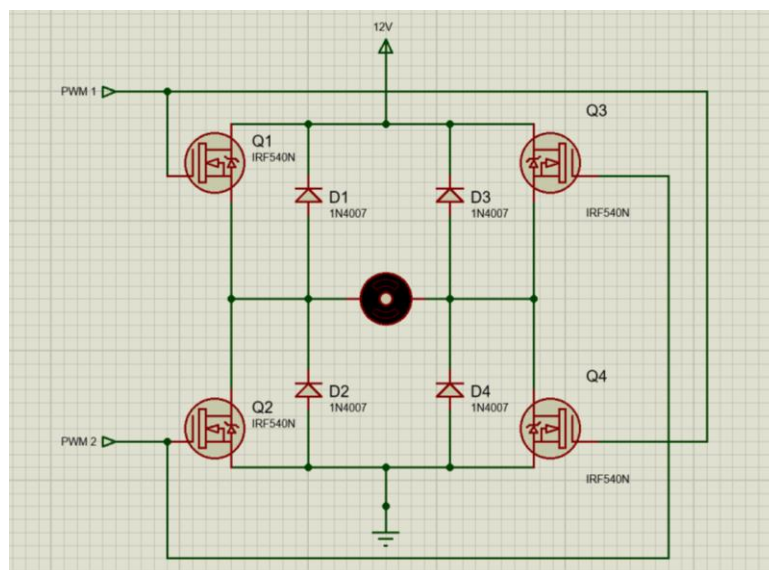 12V
PWM 1
Q3
Q1
IRF540N
D1
1N4007
D3
1N4007
IRF540N
Q4
Q2
IRF540N
D2
1N4007
D4
1N4007
PWM 2
IRF540N